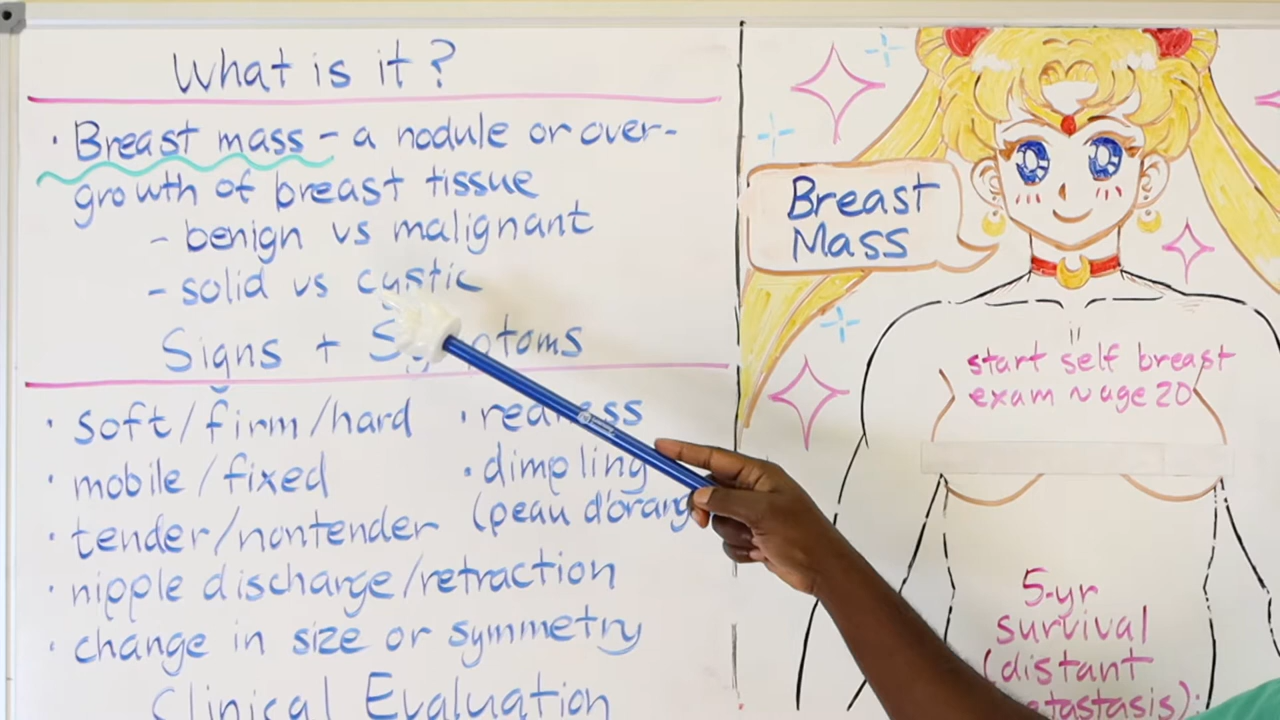 What is it?
· Breast mass - a nodule or over-
growth of breast tissue
- benign vs malignant
- solid vs cystic
Signs +
· soft/firm/hard
· mobile/fixed
· tender/nontender
· nipple discharge/retraction
· change in size or symmetry
· redness
· dimpling
(peau d'orang
Clinical Evaluation
Breast
Mass
start self breast
exam ~ age 20
5-yr
survival
(distant